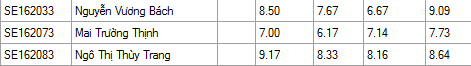 SE162033 Nguyễn Vương Bách 8.50 7.67 6.67 9.09
SE162073 Mai Trường Thịnh 7.00 6.17 7.14 7.73
SE162083 Ngô Thị Thùy Trang 9.17 8.33 8.16 8.64